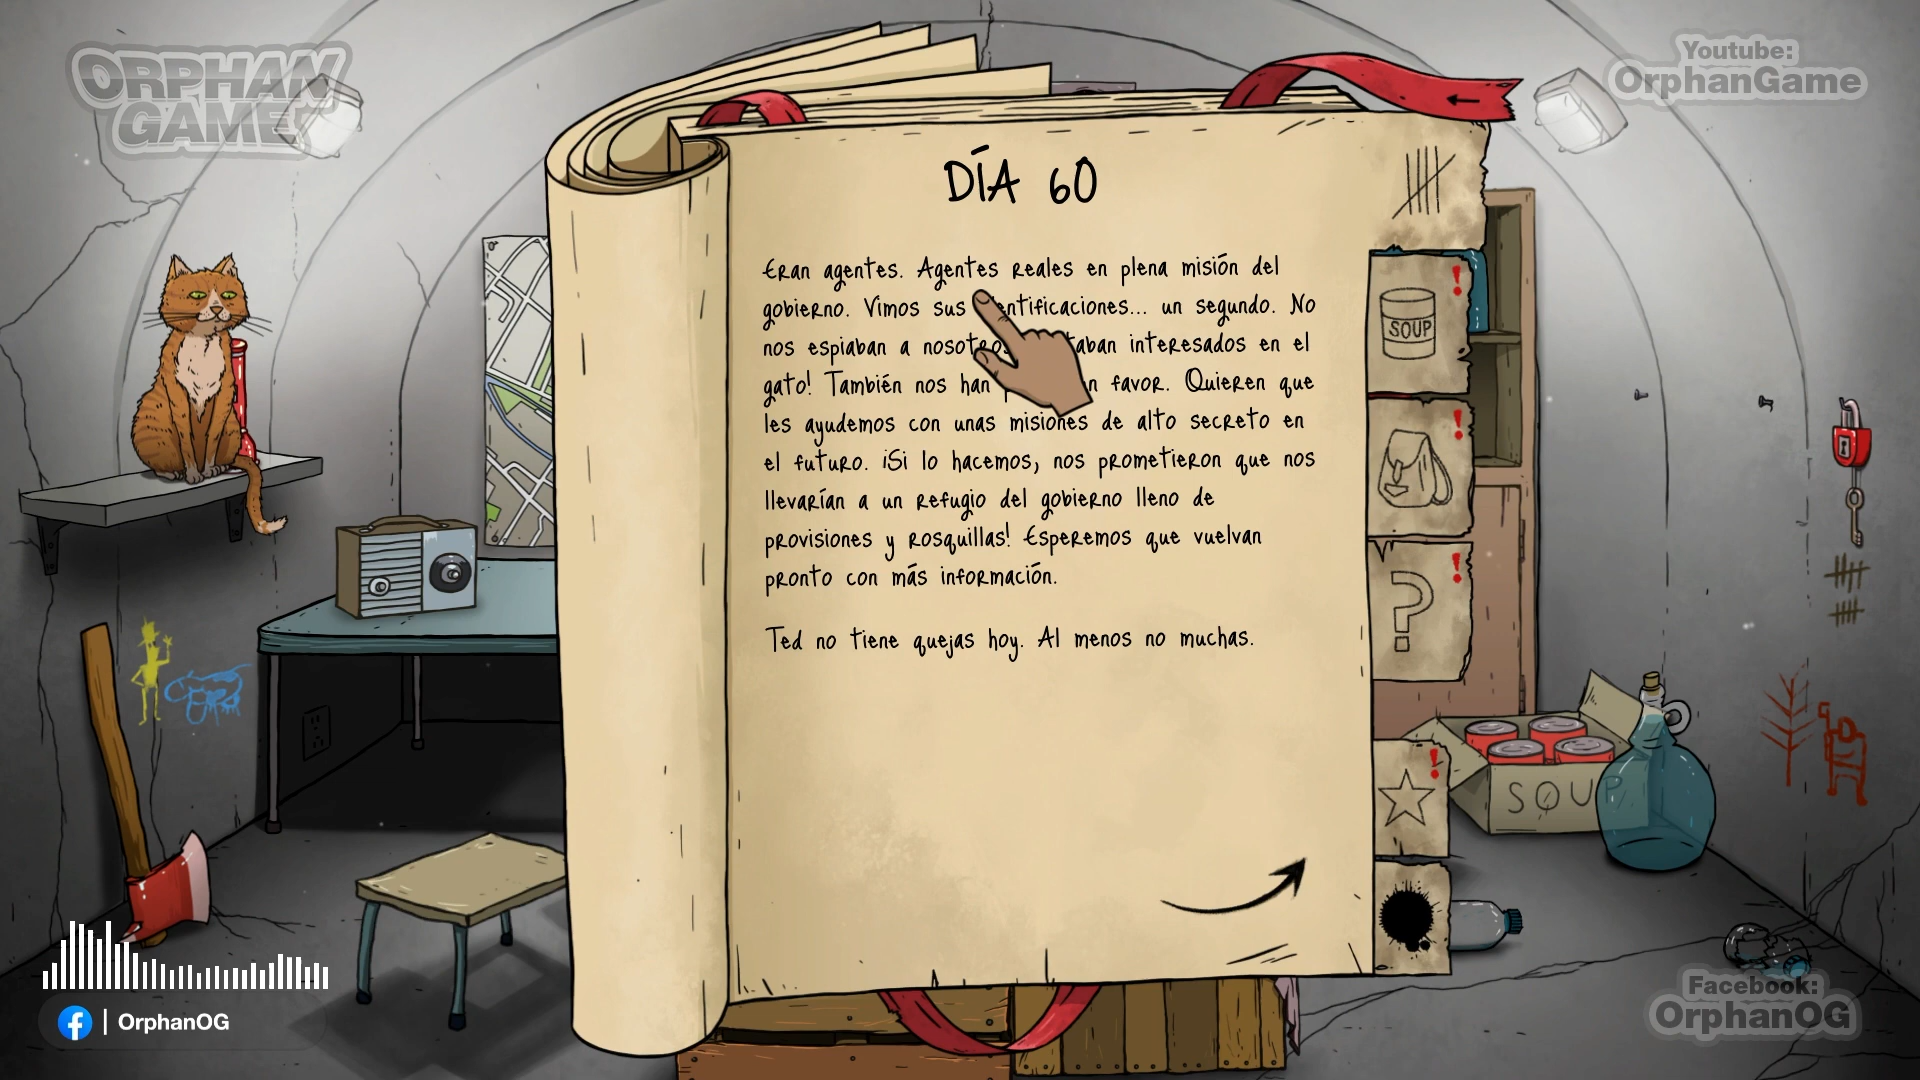 ORPHAN
GAME
Youtube:
OrphanGame
DÍA 60
Eran agentes. Agentes reales en plena misión del
gobierno. Vimos sus entificaciones... un segundo. No
nos espiaban a nosotros taban interesados en el
gato! También nos han n favor. Quieren que
les ayudemos con unas misiones de alto secreto en
el futuro. ¡Si lo hacemos, nos prometieron que nos
llevarían a un refugio del gobierno lleno de
provisiones y rosquillas! Esperemos que vuelvan
pronto con más información.
Ted no tiene quejas hoy. Al menos no muchas.
!
SOUP
!
!
?
!
SOUP
| OrphanOG
Facebook:
OrphanOG